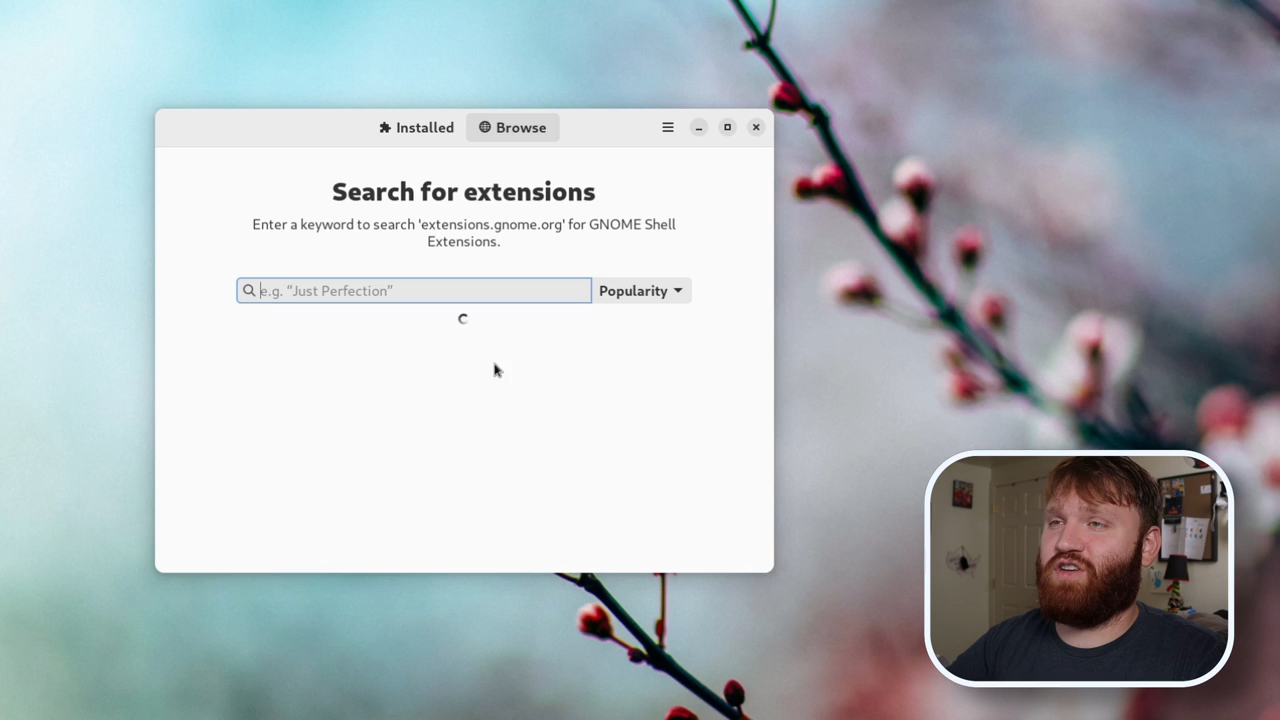 Installed
Browse
Search for extensions
Enter a keyword to search 'extensions.gnome.org' for GNOME Shell
Extensions.
e.g. “Just Perfection”
Popularity